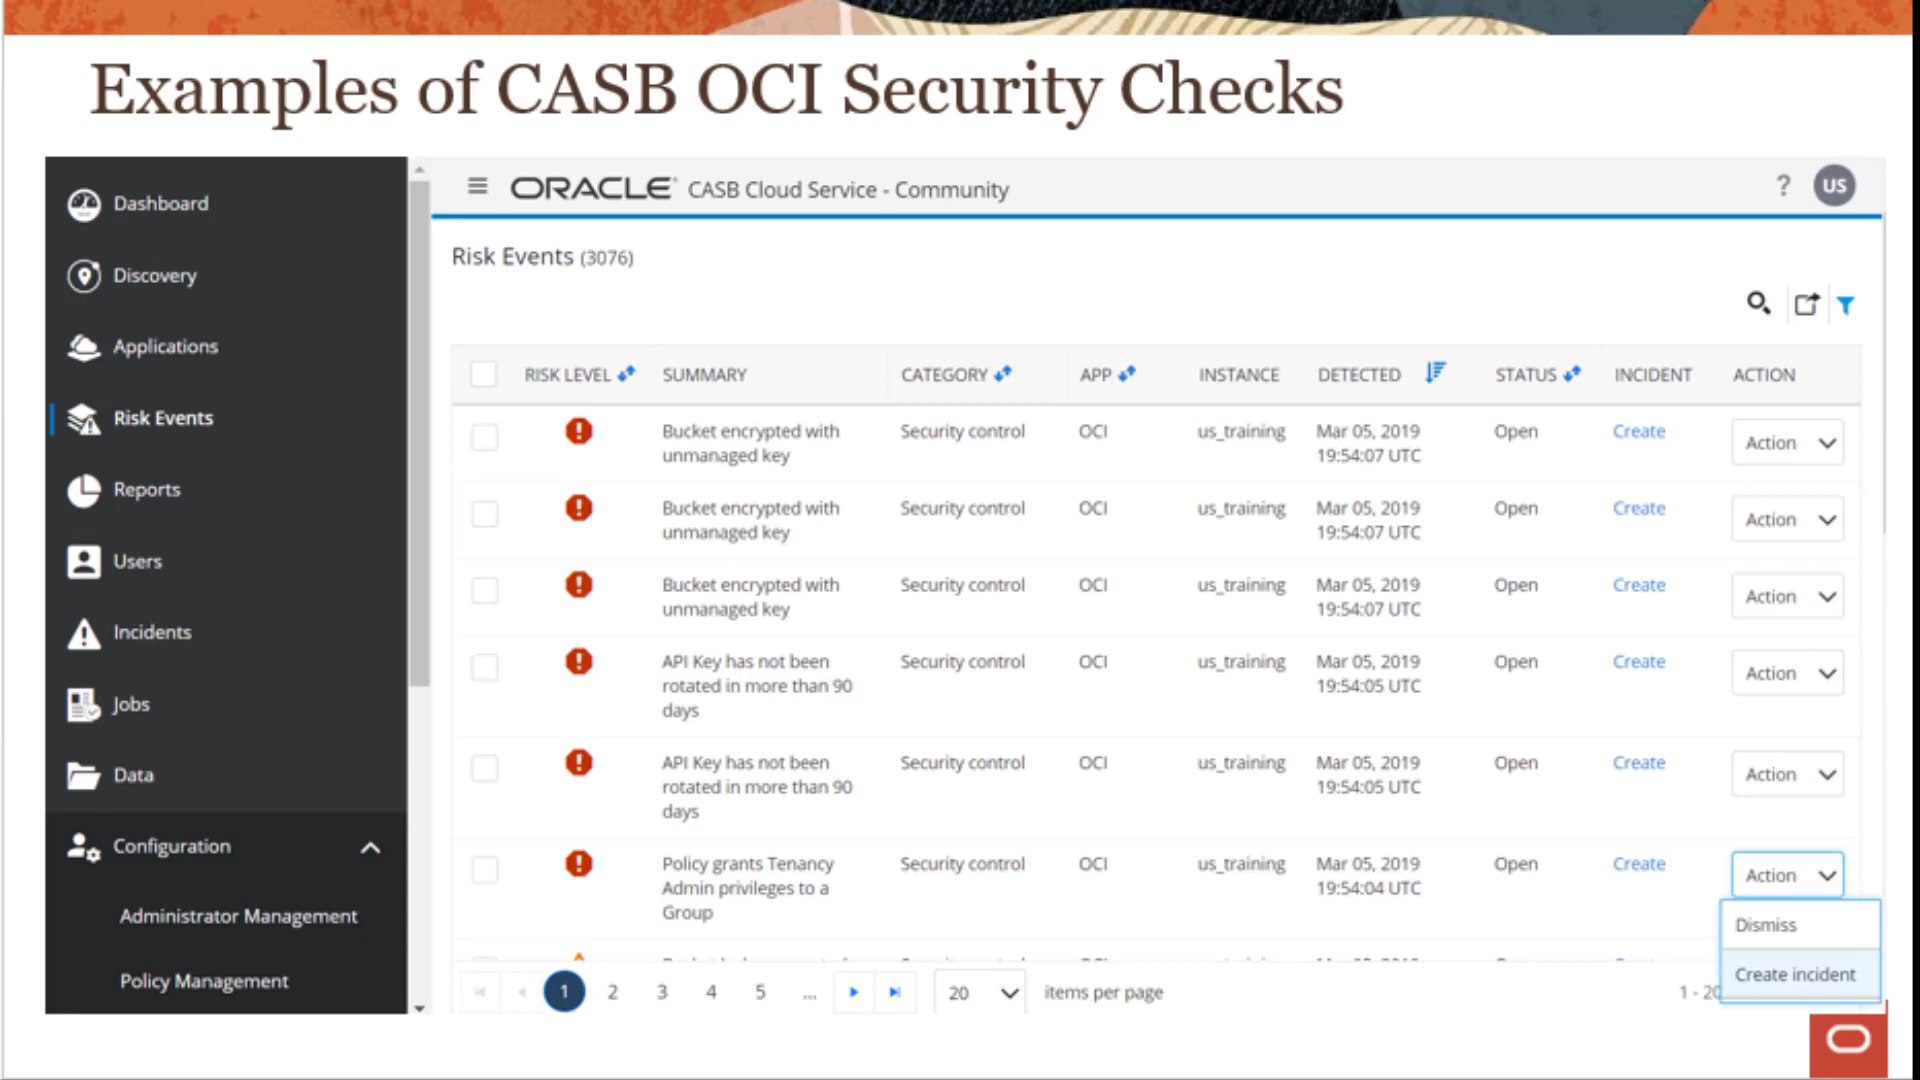 Examples of CASB OCI Security Checks
Dashboard
Discovery
Applications
Risk Events
Reports
Users
Incidents
Jobs
Data
Configuration
Administrator Management
Policy Management
ORACLE CASB Cloud Service - Community
? US
Risk Events (3076)
RISK LEVEL SUMMARY CATEGORY APP INSTANCE DETECTED STATUS INCIDENT ACTION
Bucket encrypted with Security control OCI us_training Mar 05, 2019 Open Create Action
unmanaged key 19:54:07 UTC
Bucket encrypted with Security control OCI us_training Mar 05, 2019 Open Create Action
unmanaged key 19:54:07 UTC
Bucket encrypted with Security control OCI us_training Mar 05, 2019 Open Create Action
unmanaged key 19:54:07 UTC
API Key has not been Security control OCI us_training Mar 05, 2019 Open Create Action
rotated in more than 90 19:54:05 UTC
days
API Key has not been Security control OCI us_training Mar 05, 2019 Open Create Action
rotated in more than 90 19:54:05 UTC
days
Policy grants Tenancy Security control OCI us_training Mar 05, 2019 Open Create Action
Admin privileges to a 19:54:04 UTC
Group
Dismiss
Create incident
1 2 3 4 5 ... 20 items per page 1 - 20